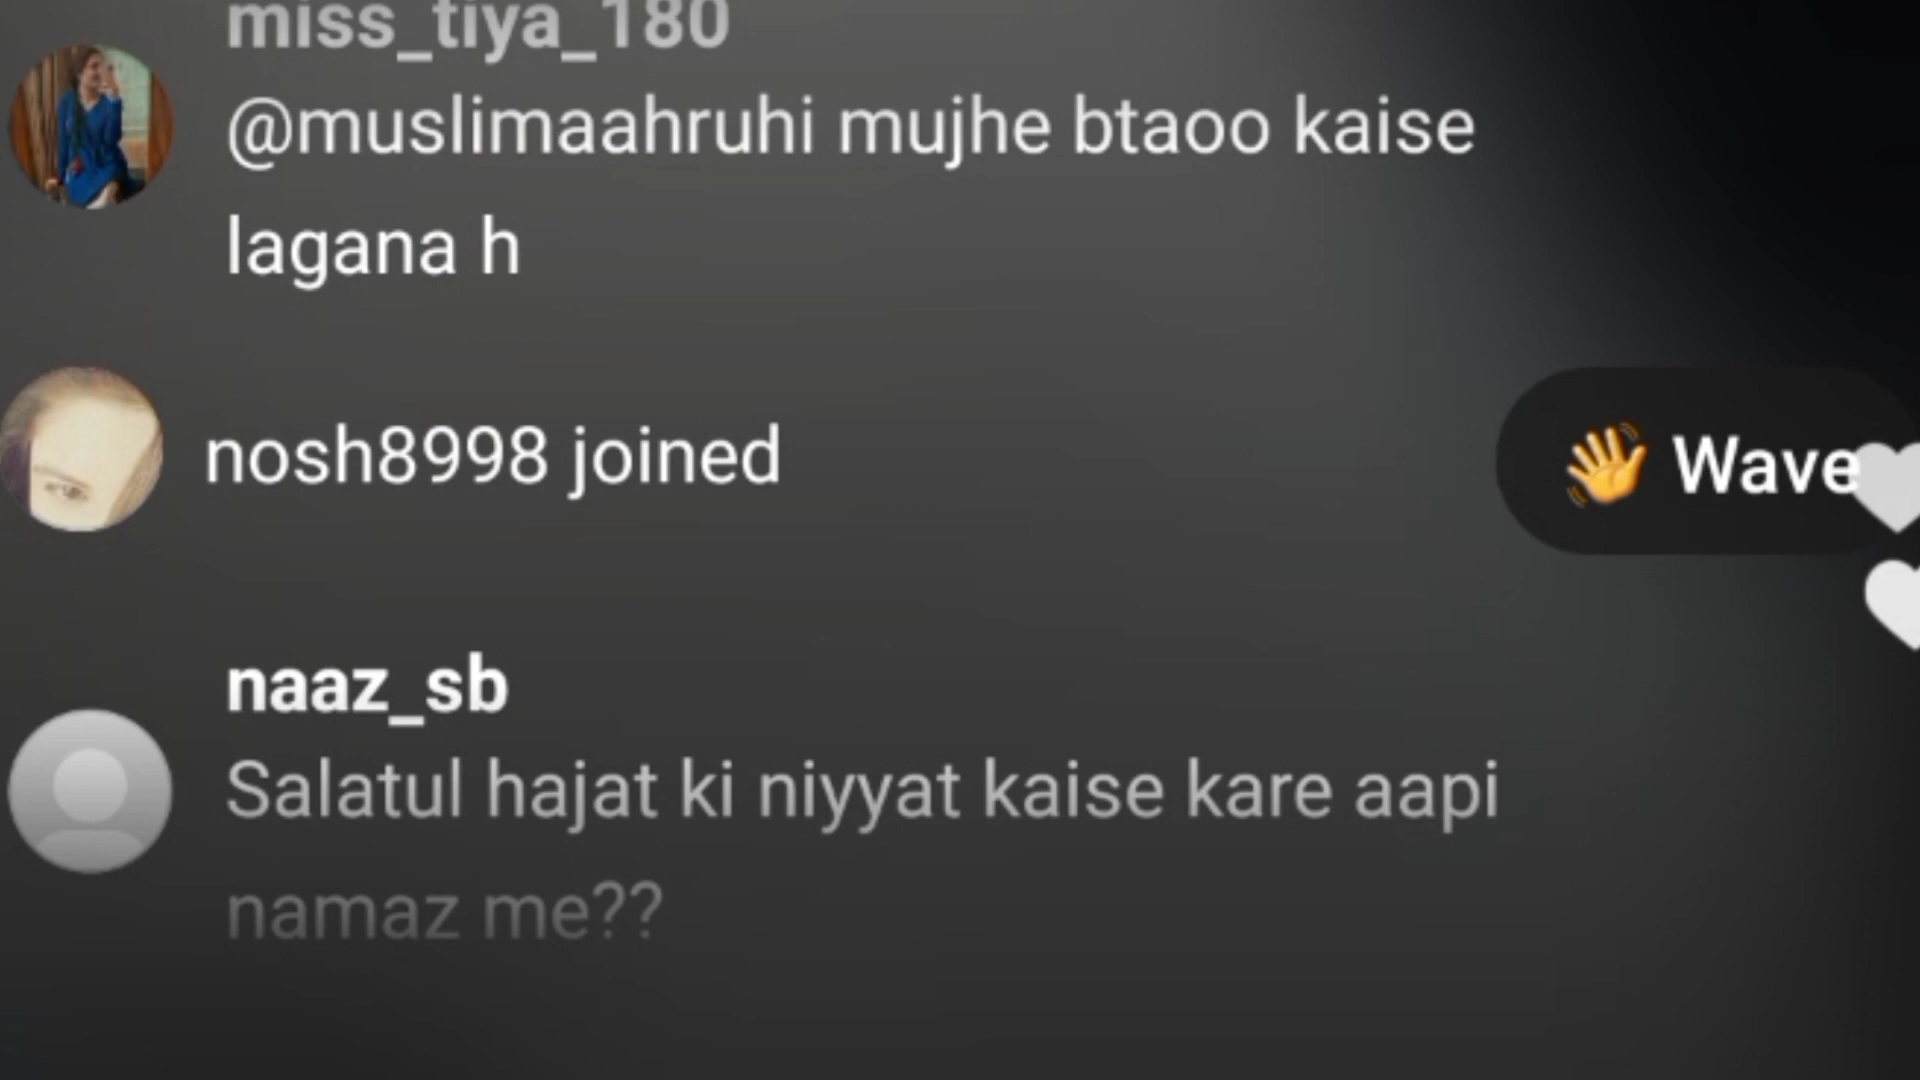 miss_tiya_180
@muslimaahruhi mujhe btaoo kaise
lagana h
nosh8998 joined
👋 Wave
naaz_sb
Salatul hajat ki niyyat kaise kare aapi
namaz me??